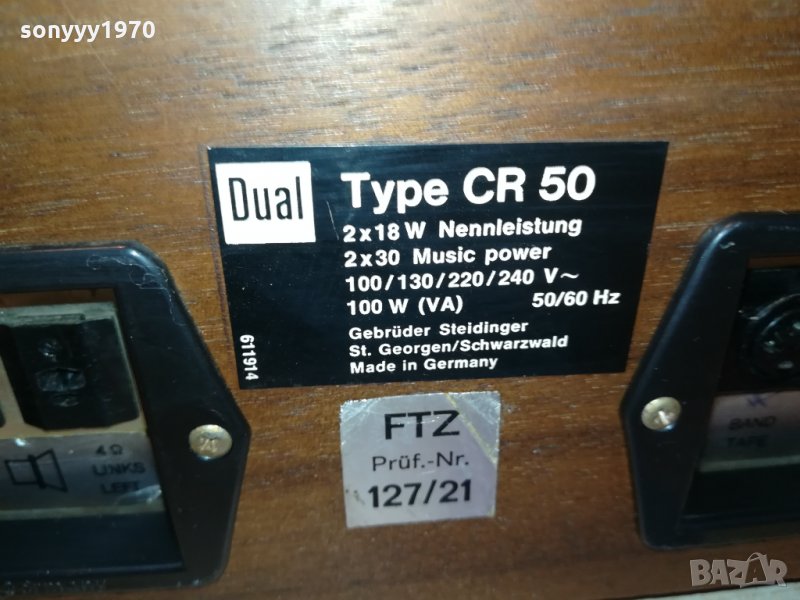 sonyyy1970
Dual
Type CR 50
2x18 W Nennleistung
2x30 Music power
100/130/220/240 V~
100 W (VA) 50/60 Hz
Gebrüder Steidinger
St. Georgen/Schwarzwald
Made in Germany
611914
FTZ
Prüf.-Nr.
127/21
4Ω
LINKS
LEFT
BAND
TAPE
BAZAR